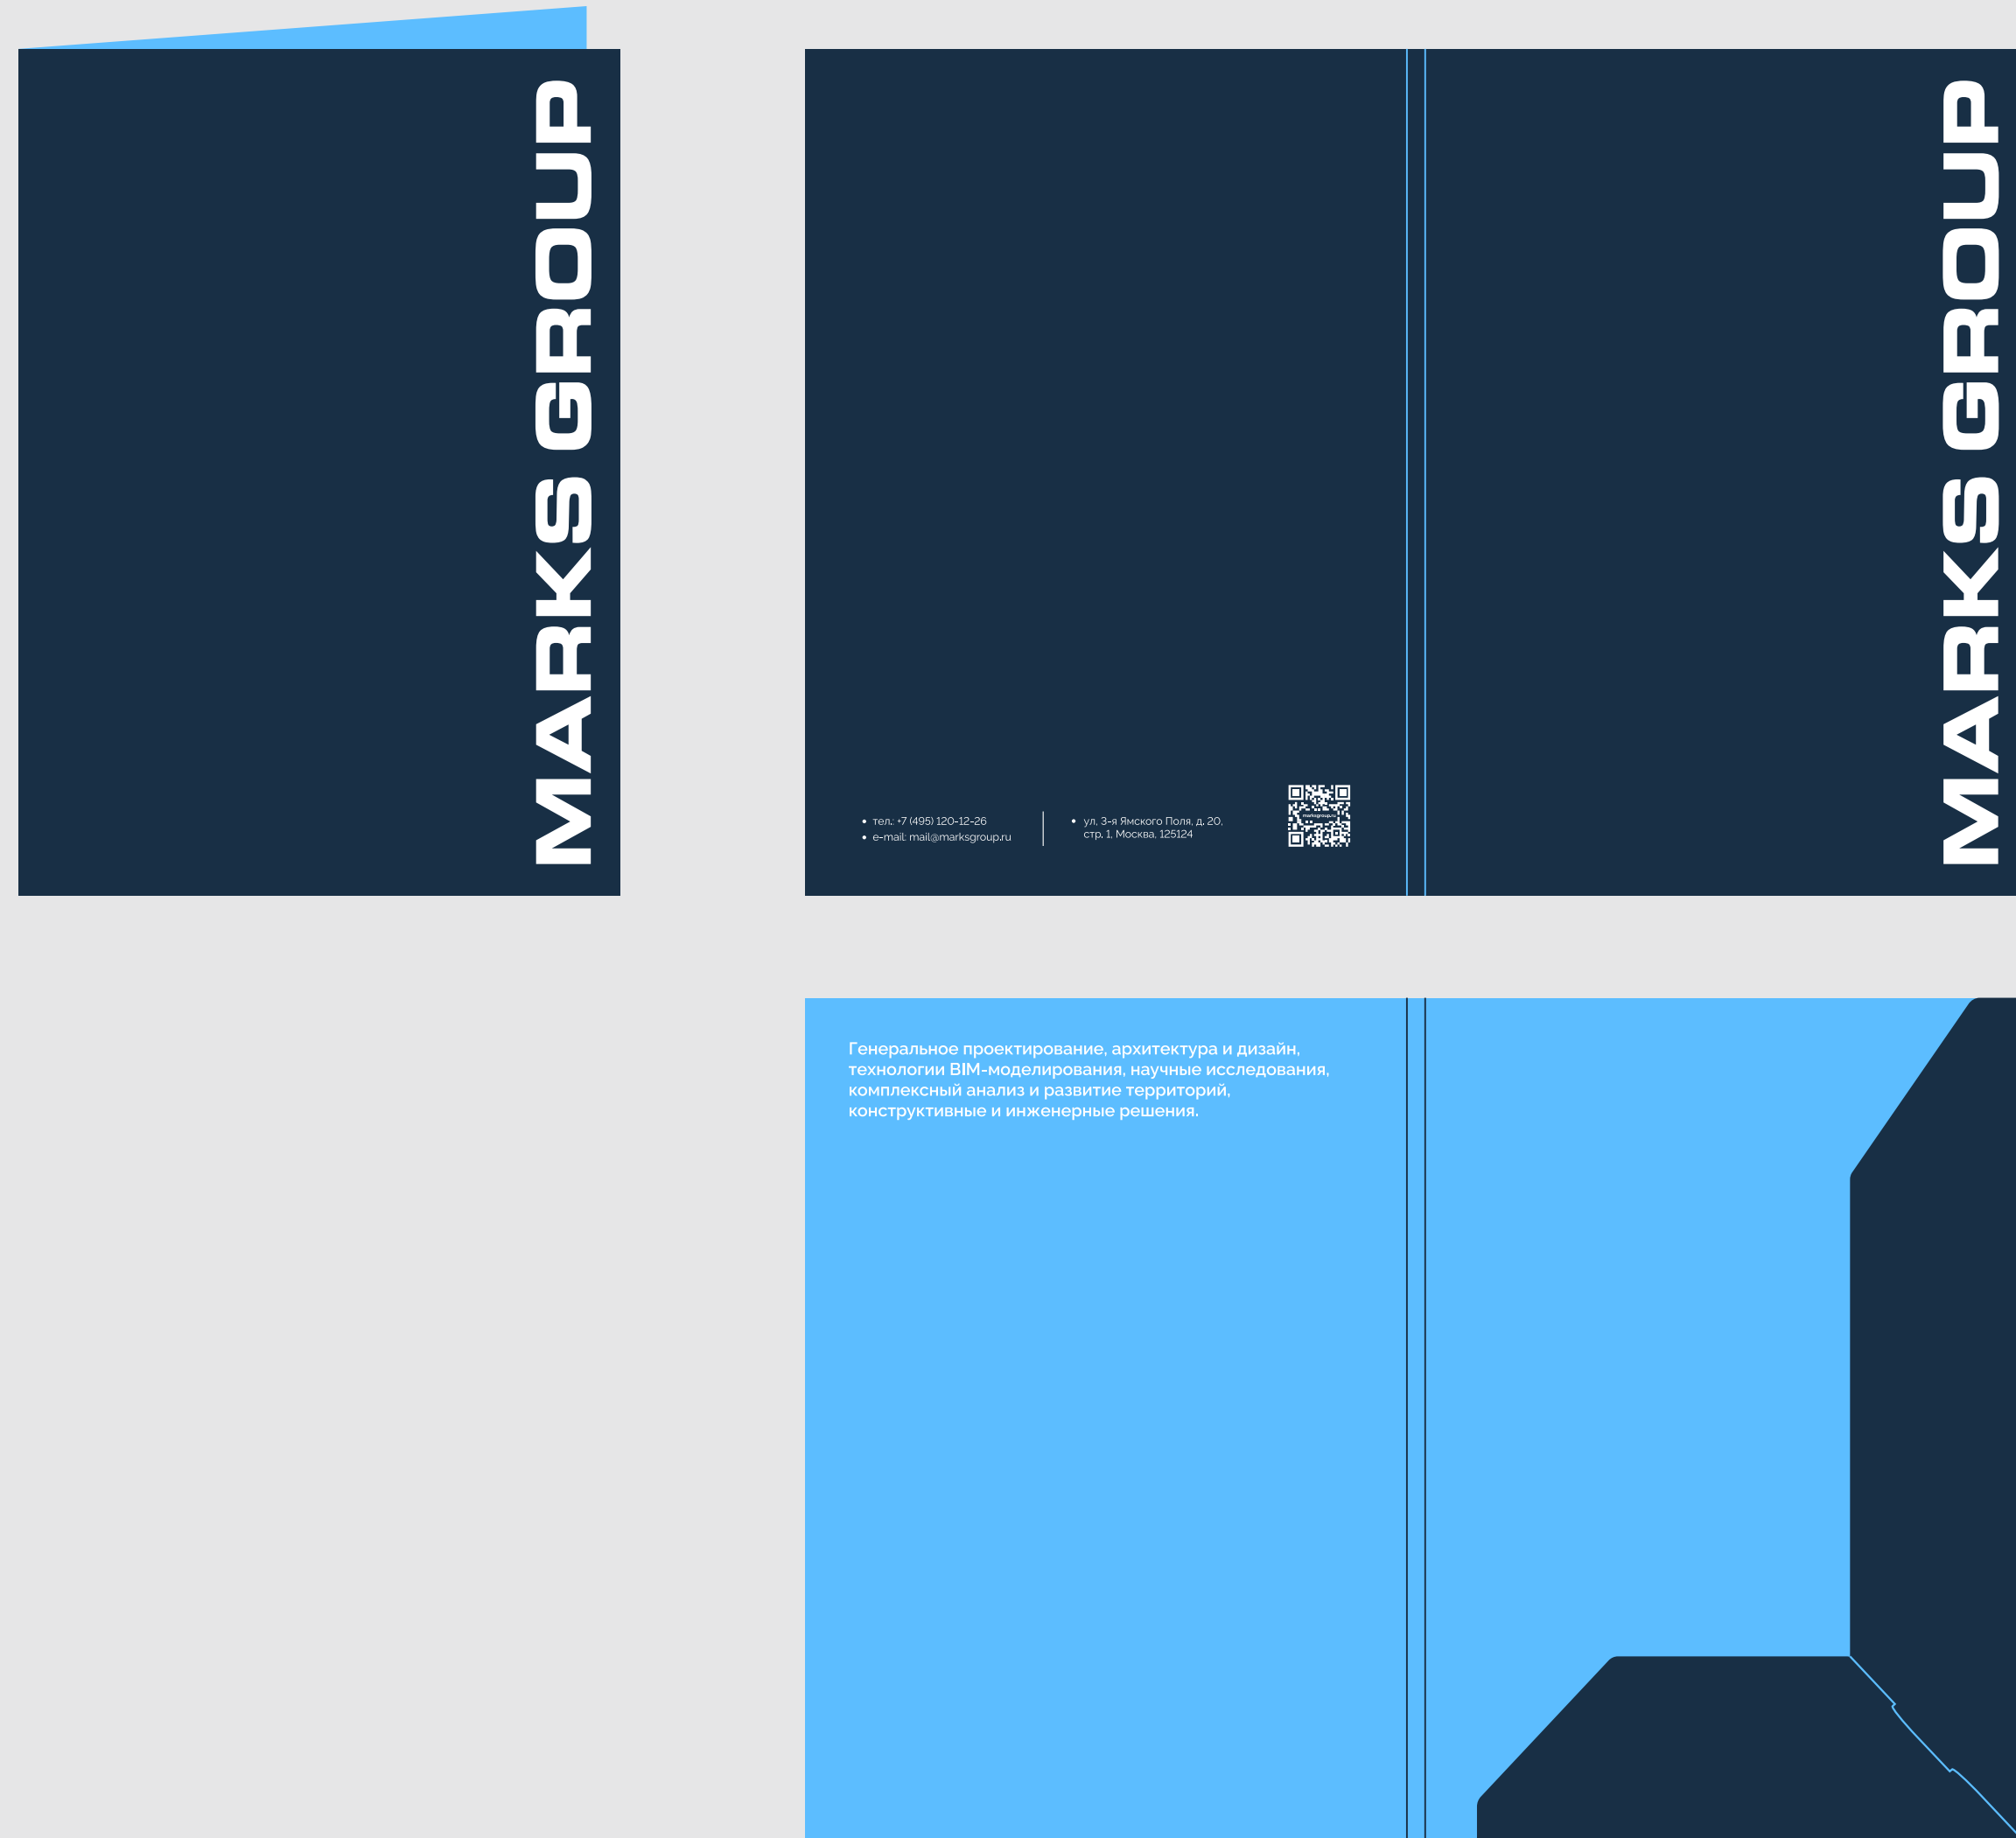 MARKS GROUP
MARKS GROUP
• тел.: +7 (495) 120-12-26
• e-mail: mail@marksgroup.ru
• ул, 3-я Ямского Поля, д. 20,
стр. 1, Москва, 125124
marksgroup.ru
Генеральное проектирование, архитектура и дизайн,
технологии BIM-моделирования, научные исследования,
комплексный анализ и развитие территорий,
конструктивные и инженерные решения.